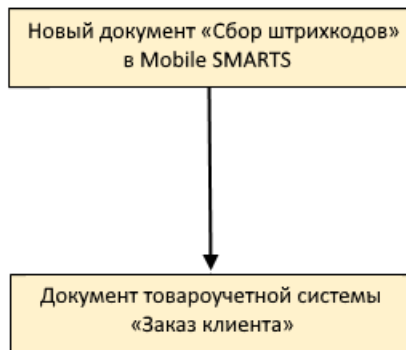 Новый документ «Сбор штрихкодов»
в Mobile SMARTS
Документ товароучетной системы
«Заказ клиента»